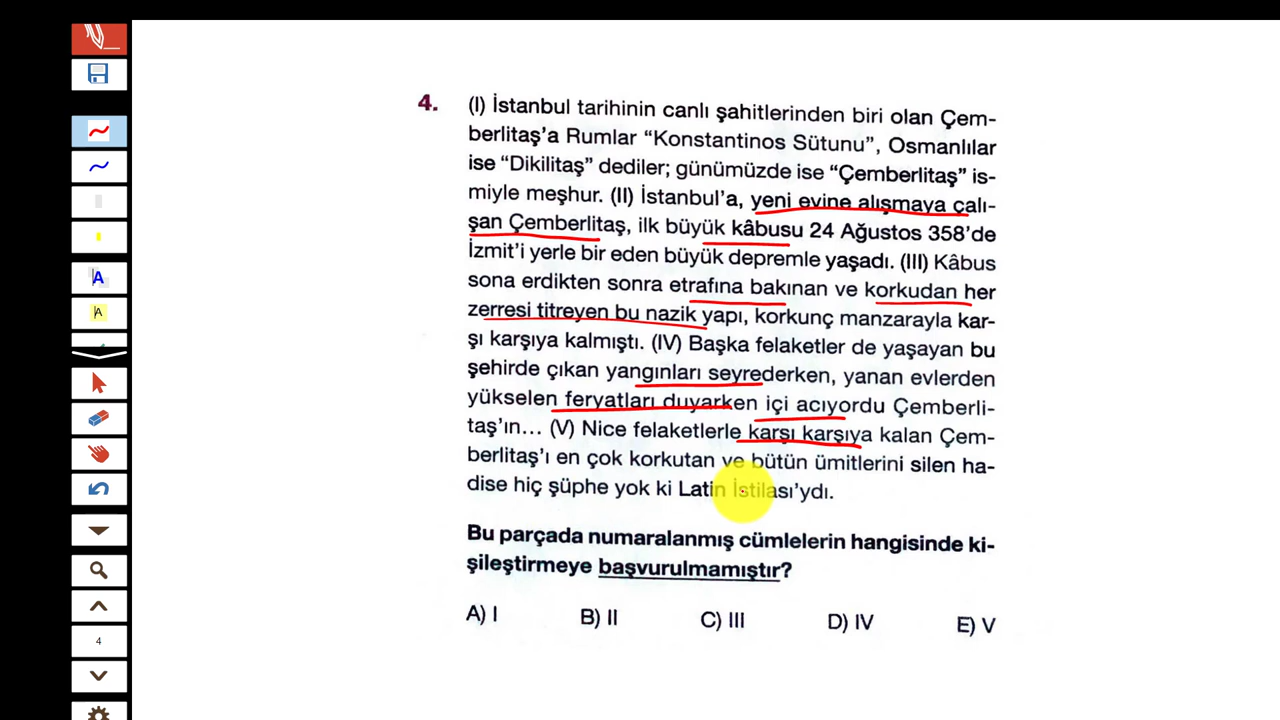 4. (I) İstanbul tarihinin canlı şahitlerinden biri olan Çem-
berlitaş'a Rumlar “Konstantinos Sütunu”, Osmanlılar
ise “Dikilitaş” dediler; günümüzde ise “Çemberlitaş” is-
miyle meşhur. (II) İstanbul'a, yeni evine alışmaya çalı-
şan Çemberlitaş, ilk büyük kâbusu 24 Ağustos 358'de
İzmit'i yerle bir eden büyük depremle yaşadı. (III) Kâbus
sona erdikten sonra etrafına bakınan ve korkudan her
zerresi titreyen bu nazik yapı, korkunç manzarayla kar-
şı karşıya kalmıştı. (IV) Başka felaketler de yaşayan bu
şehirde çıkan yangınları seyrederken, yanan evlerden
yükselen feryatları duyarken içi acıyordu Çemberli-
taş'ın... (V) Nice felaketlerle karşı karşıya kalan Çem-
berlitaş'ı en çok korkutan ve bütün ümitlerini silen ha-
dise hiç şüphe yok ki Latin İstilası'ydı.
Bu parçada numaralanmış cümlelerin hangisinde ki-
şileştirmeye başvurulmamıştır?
A) I B) II C) III D) IV E) V
A
A
4